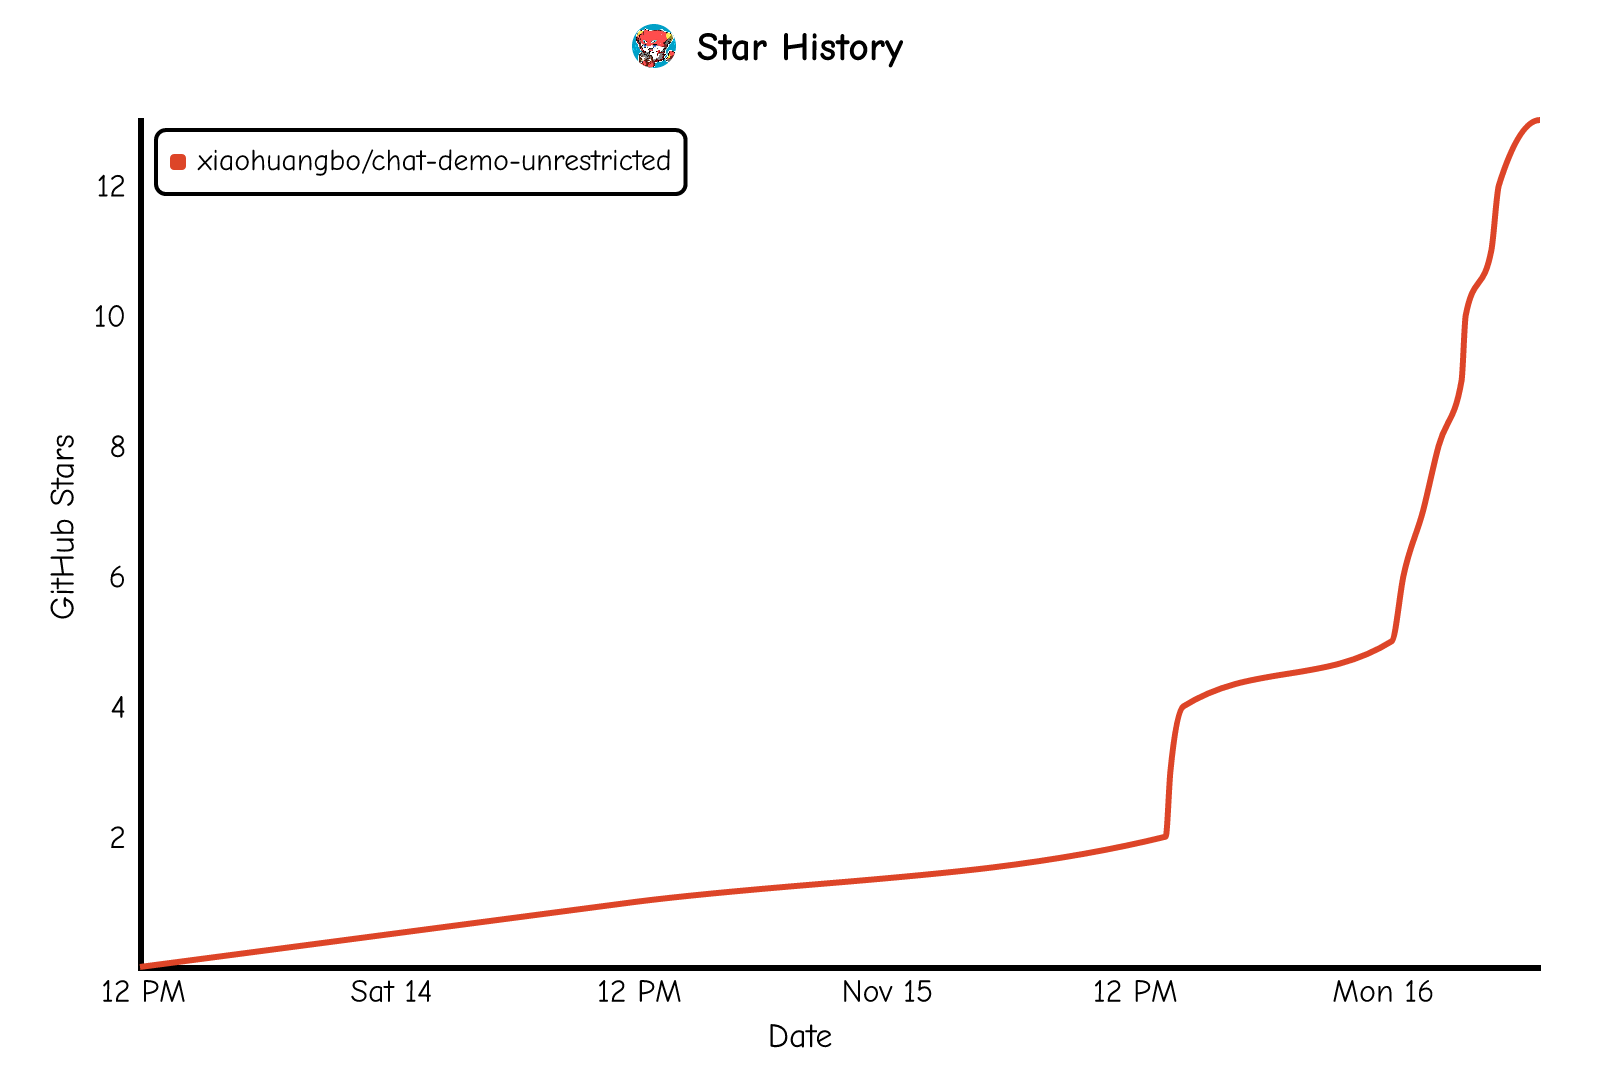 Star History
xiaohuangbo/chat-demo-unrestricted
12
10
8
6
4
2
GitHub Stars
12 PM
Sat 14
12 PM
Nov 15
12 PM
Mon 16
Date